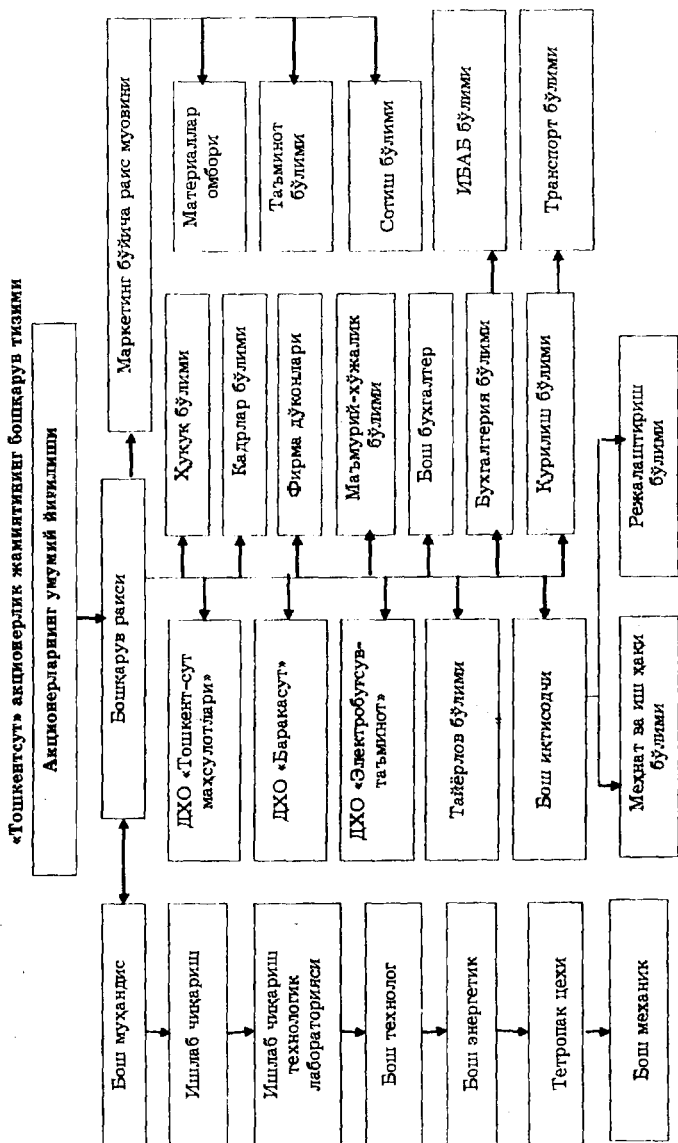 «Тошкентсут» акционерлик жамиятининг бошқарув тизими
Акционерларнинг умумий йиғилиши
Бош муҳандис
Бошқарув раиси
Маркетинг бўйича раис муовини
Ишлаб чиқариш
Ишлаб чиқариш
технологик
лабораторияси
Бош технолог
Бош энергетик
Тетропак цехи
Бош механик
ДХО «Тошкент-сут
маҳсулотлари»
ДХО «Баракасут»
ДХО «Электробуғсув-
таъминот»
Тайёрлов бўлими
Бош иқтисодчи
Меҳнат ва иш ҳақи
бўлими
Режалаштириш
бўлими
Ҳуқуқ бўлими
Кадрлар бўлими
Фирма дўконлари
Маъмурий-хўжалик
бўлими
Бош бухгалтер
Бухгалтерия бўлими
Қурилиш бўлими
Материаллар
омбори
Таъминот
бўлими
Сотиш бўлими
ИБАБ бўлими
Транспорт бўлими